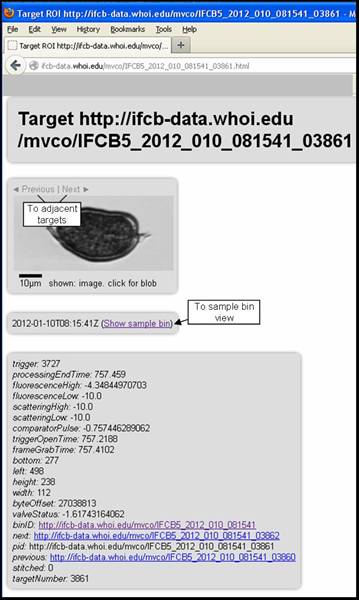 Target ROI http://ifcb-data.whoi.edu/mvco/IFCB5_2012_010_081541_03861 - M
File Edit View History Bookmarks Tools Help
Target ROI http://ifcb-data.whoi.edu/mvco/...
ifcb-data.whoi.edu/mvco/IFCB5_2012_010_081541_03861.html
Target http://ifcb-data.whoi.edu
/mvco/IFCB5_2012_010_081541_03861
◄ Previous | Next ►
To adjacent
targets
10µm shown: image. click for blob
To sample bin
view
2012-01-10T08:15:41Z (Show sample bin)
trigger: 3727
processingEndTime: 757.459
fluorescenceHigh: -4.34844970703
fluorescenceLow: -10.0
scatteringHigh: -10.0
scatteringLow: -10.0
comparatorPulse: -0.757446289062
triggerOpenTime: 757.2188
frameGrabTime: 757.4102
bottom: 277
left: 498
height: 238
width: 112
byteOffset: 27038813
valveStatus: -1.61743164062
binID: http://ifcb-data.whoi.edu/mvco/IFCB5_2012_010_081541
next: http://ifcb-data.whoi.edu/mvco/IFCB5_2012_010_081541_03862
pid: http://ifcb-data.whoi.edu/mvco/IFCB5_2012_010_081541_03861
previous: http://ifcb-data.whoi.edu/mvco/IFCB5_2012_010_081541_03860
stitched: 0
targetNumber: 3861